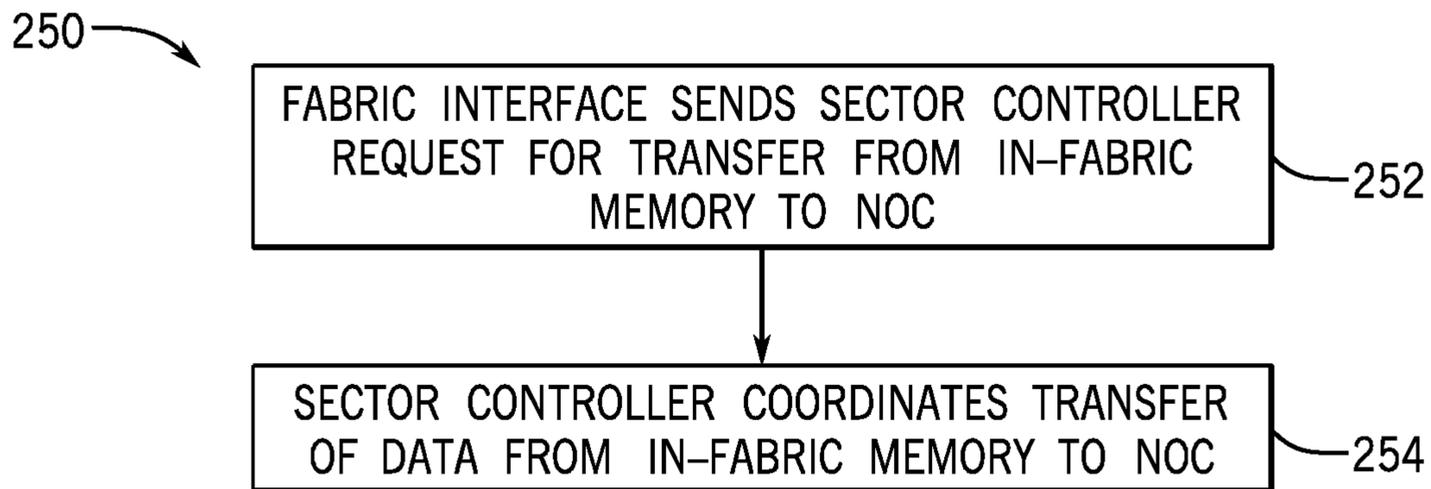 250
FABRIC INTERFACE SENDS SECTOR CONTROLLER
REQUEST FOR TRANSFER FROM IN–FABRIC
MEMORY TO NOC
252
SECTOR CONTROLLER COORDINATES TRANSFER
OF DATA FROM IN–FABRIC MEMORY TO NOC
254